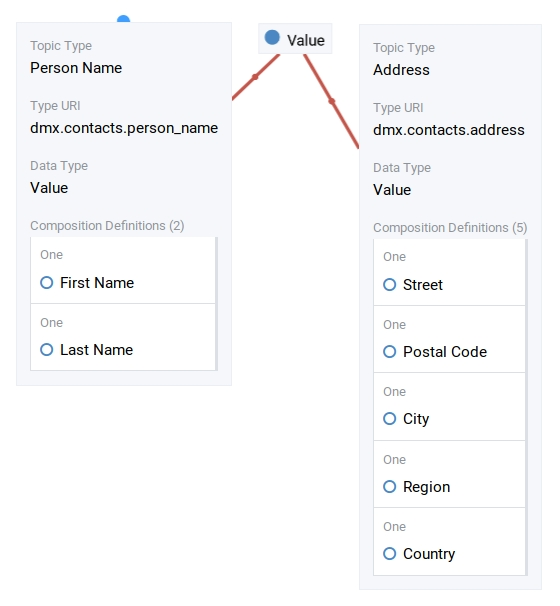 Topic Type
Person Name
Type URI
dmx.contacts.person_name
Data Type
Value
Composition Definitions (2)
One
First Name
One
Last Name
Value
Topic Type
Address
Type URI
dmx.contacts.address
Data Type
Value
Composition Definitions (5)
One
Street
One
Postal Code
One
City
One
Region
One
Country